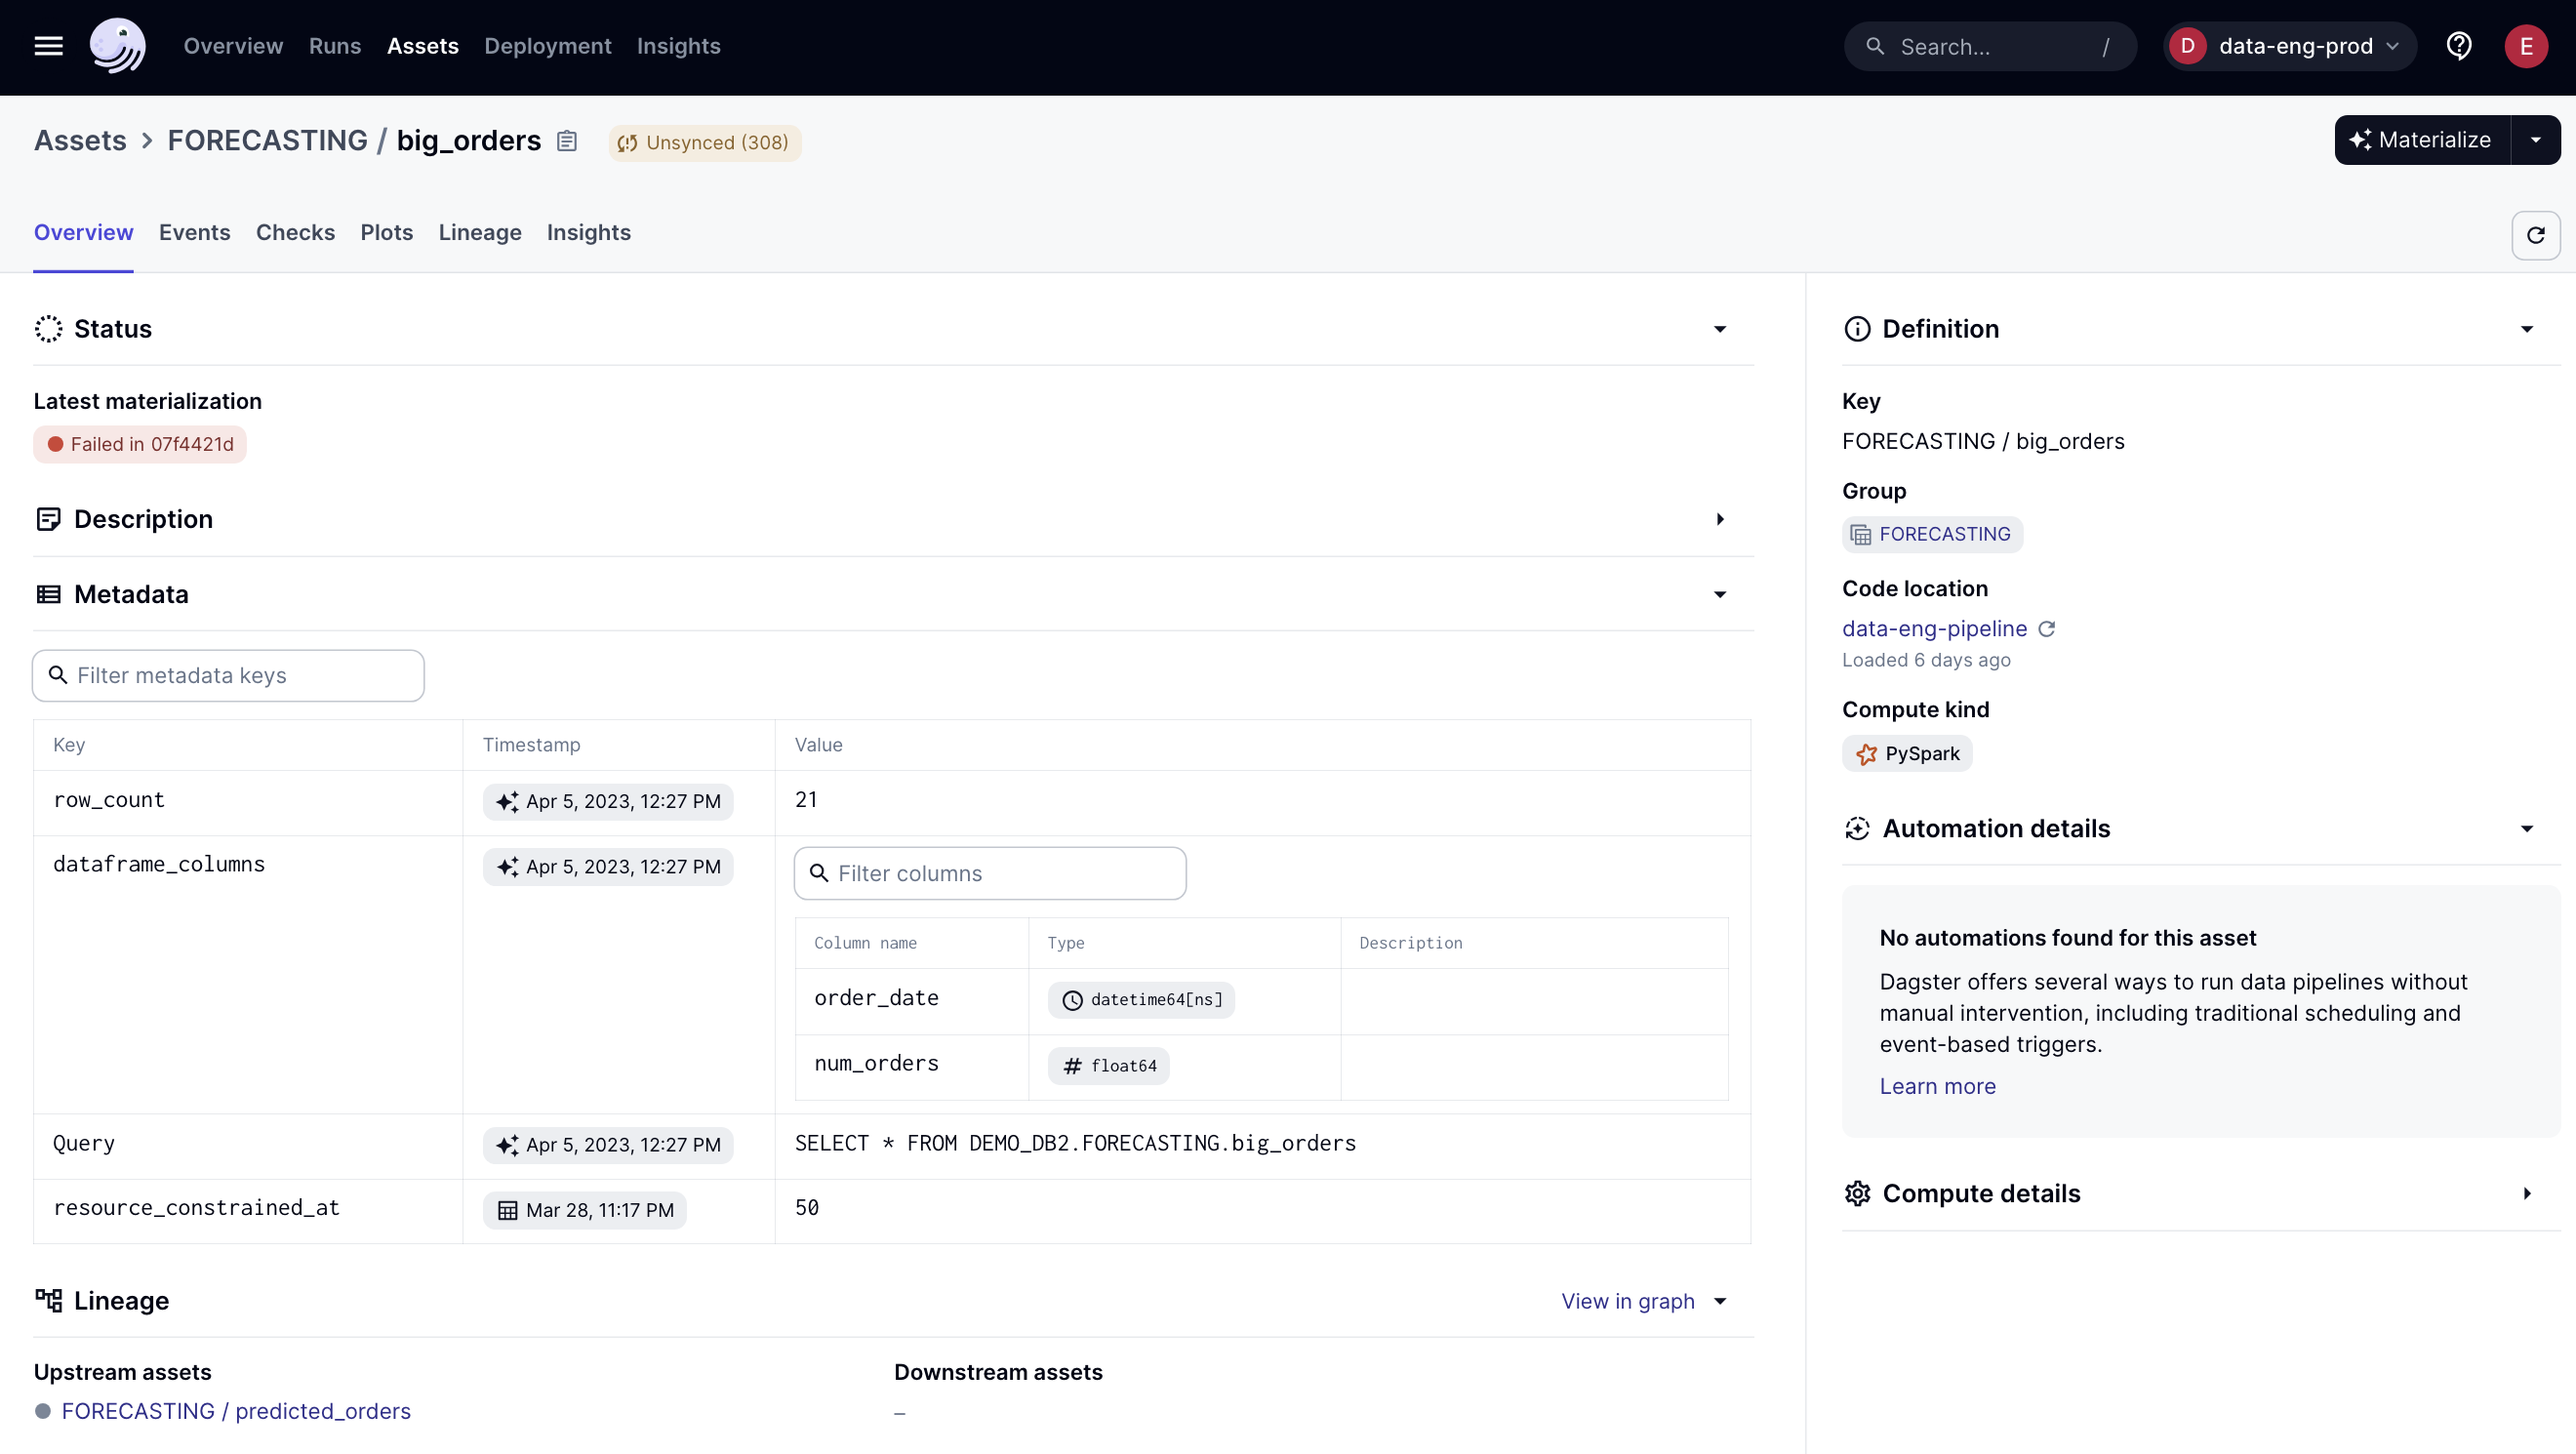 Overview Runs Assets Deployment Insights
Search... /
D data-eng-prod
E
Assets > FORECASTING / big_orders
Unsynced (308)
Materialize
Overview Events Checks Plots Lineage Insights
Status
Latest materialization
Failed in 07f4421d
Description
Metadata
Filter metadata keys
Key Timestamp Value
row_count Apr 5, 2023, 12:27 PM 21
dataframe_columns Apr 5, 2023, 12:27 PM Filter columns
Column name Type Description
order_date datetime64[ns]
num_orders # float64
Query Apr 5, 2023, 12:27 PM SELECT * FROM DEMO_DB2.FORECASTING.big_orders
resource_constrained_at Mar 28, 11:17 PM 50
Lineage
View in graph
Upstream assets
FORECASTING / predicted_orders
Downstream assets
–
Definition
Key
FORECASTING / big_orders
Group
FORECASTING
Code location
data-eng-pipeline
Loaded 6 days ago
Compute kind
PySpark
Automation details
No automations found for this asset
Dagster offers several ways to run data pipelines without
manual intervention, including traditional scheduling and
event-based triggers.
Learn more
Compute details